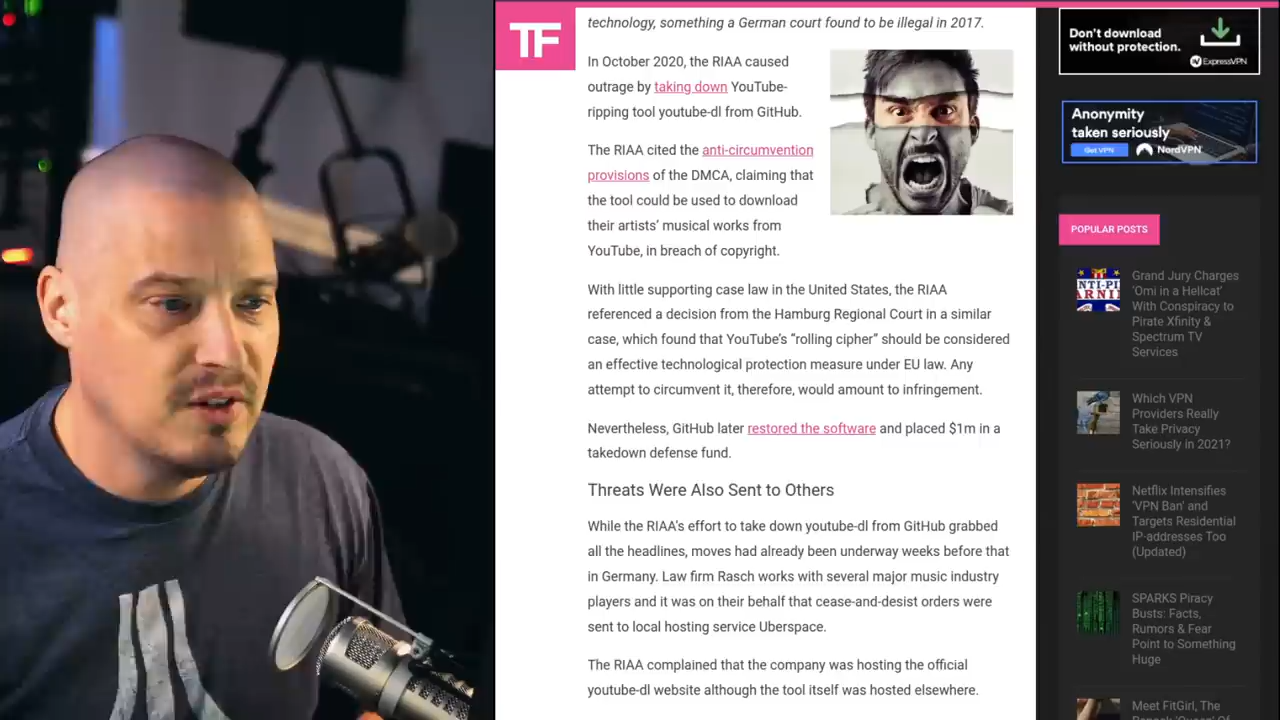 TF
technology, something a German court found to be illegal in 2017.
In October 2020, the RIAA caused
outrage by taking down YouTube-
ripping tool youtube-dl from GitHub.
The RIAA cited the anti-circumvention
provisions of the DMCA, claiming that
the tool could be used to download
their artists’ musical works from
YouTube, in breach of copyright.
With little supporting case law in the United States, the RIAA
referenced a decision from the Hamburg Regional Court in a similar
case, which found that YouTube's “rolling cipher” should be considered
an effective technological protection measure under EU law. Any
attempt to circumvent it, therefore, would amount to infringement.
Nevertheless, GitHub later restored the software and placed $1m in a
takedown defense fund.
Threats Were Also Sent to Others
While the RIAA's effort to take down youtube-dl from GitHub grabbed
all the headlines, moves had already been underway weeks before that
in Germany. Law firm Rasch works with several major music industry
players and it was on their behalf that cease-and-desist orders were
sent to local hosting service Uberspace.
The RIAA complained that the company was hosting the official
youtube-dl website although the tool itself was hosted elsewhere.
Don't download
without protection.
ExpressVPN
Anonymity
taken seriously
Get VPN
NordVPN
POPULAR POSTS
Grand Jury Charges
'Omi in a Hellcat'
With Conspiracy to
Pirate Xfinity &
Spectrum TV
Services
NTI-PI
ARNI
Which VPN
Providers Really
Take Privacy
Seriously in 2021?
Netflix Intensifies
'VPN Ban' and
Targets Residential
IP-addresses Too
(Updated)
SPARKS Piracy
Busts: Facts,
Rumors & Fear
Point to Something
Huge
Meet FitGirl, The